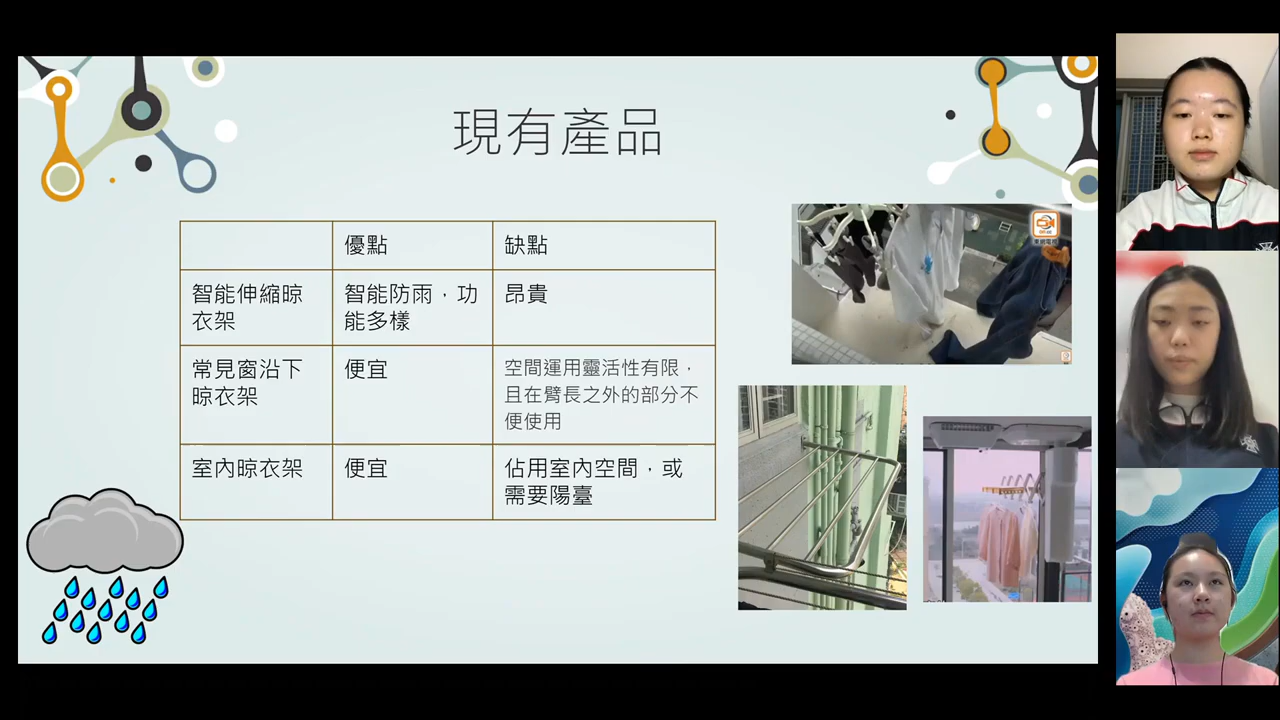 現有產品
優點
缺点
智能伸縮晾
衣架
智能防雨，功
能多樣
昂貴
常見窗沿下
晾衣架
便宜
空間運用靈活性有限，
且在臂長之外的部分不
便使用
室內晾衣架
便宜
佔用室內空間，或
需要陽臺